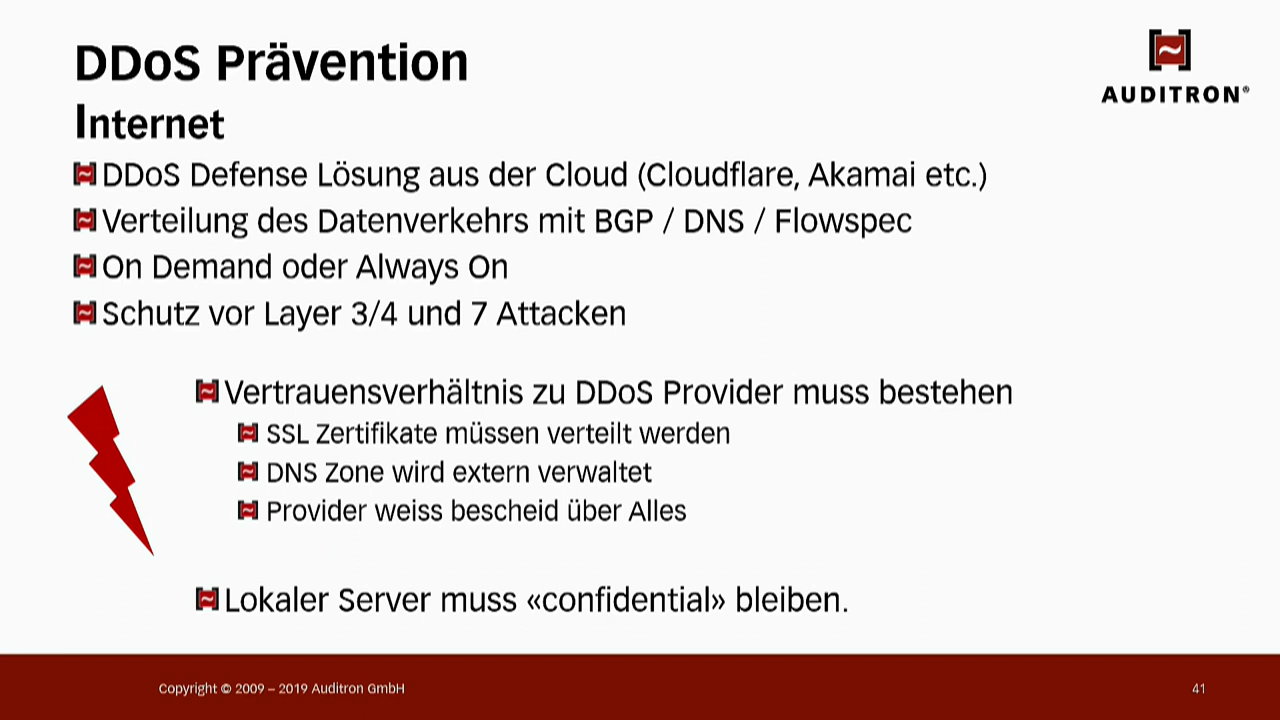 DDoS Prävention
AUDITRON®
Internet
DDoS Defense Lösung aus der Cloud (Cloudflare, Akamai etc.)
Verteilung des Datenverkehrs mit BGP / DNS / Flowspec
On Demand oder Always On
Schutz vor Layer 3/4 und 7 Attacken
Vertrauensverhältnis zu DDoS Provider muss bestehen
SSL Zertifikate müssen verteilt werden
DNS Zone wird extern verwaltet
Provider weiss bescheid über Alles
Lokaler Server muss «confidential» bleiben.
Copyright © 2009 – 2019 Auditron GmbH
41